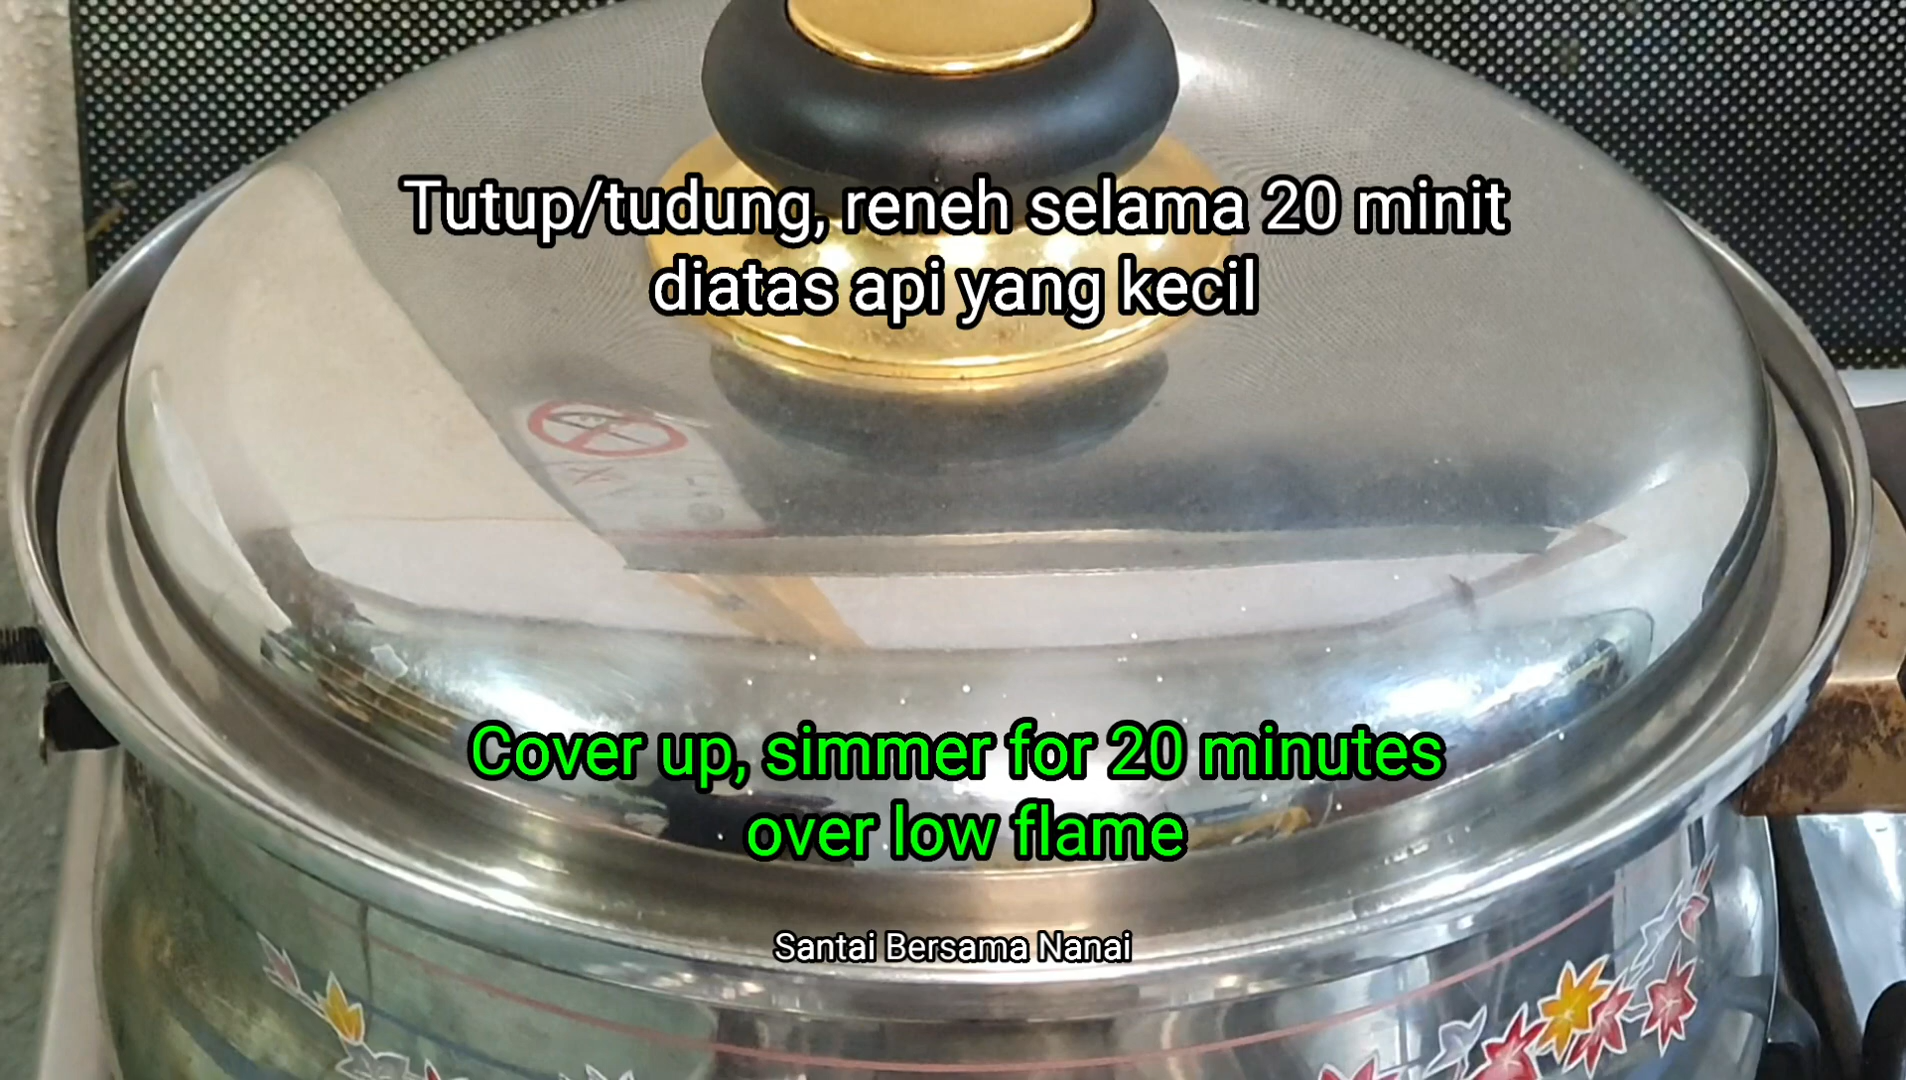 Tutup/tudung, reneh selama 20 minit
diatas api yang kecil
Cover up, simmer for 20 minutes
over low flame
Santai Bersama Nanai